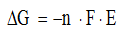 ΔG = –n · F · E